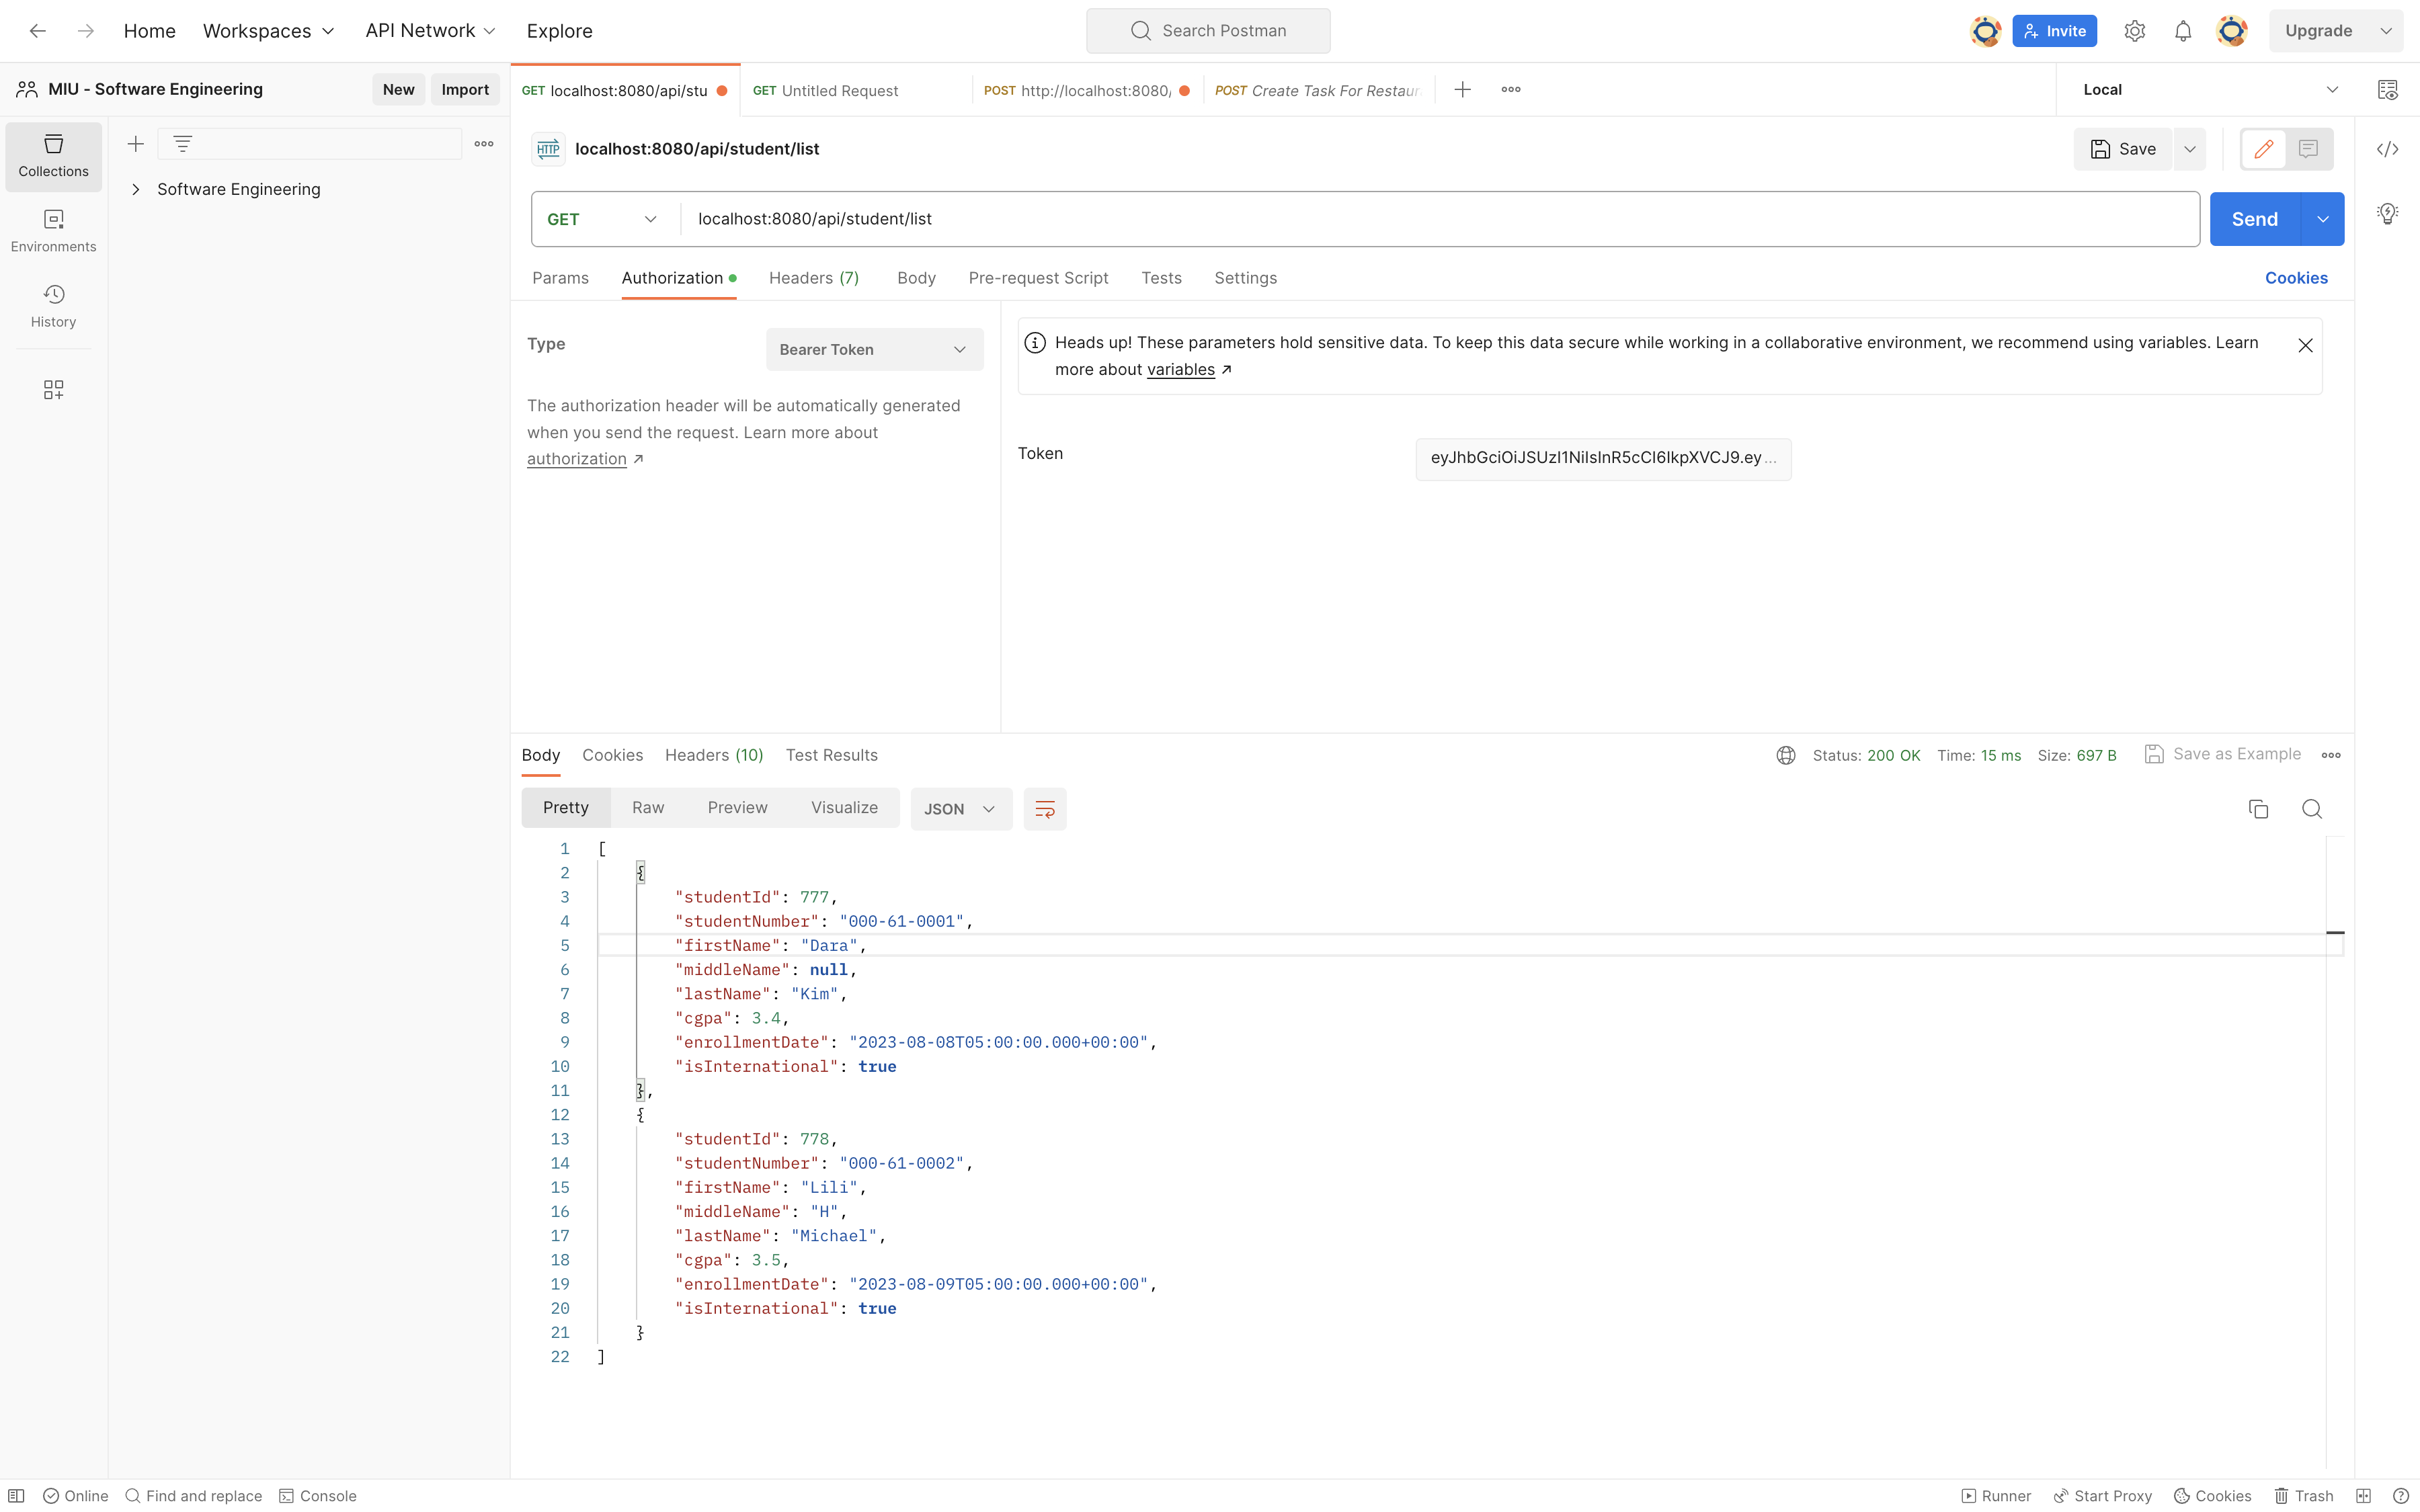 Home Workspaces API Network Explore Search Postman Invite Upgrade
MIU - Software Engineering New Import
GET localhost:8080/api/stu GET Untitled Request POST http://localhost:8080/ POST Create Task For Restaur Local
Collections
Environments
History
Software Engineering
HTTP localhost:8080/api/student/list Save
GET localhost:8080/api/student/list Send
Params Authorization Headers (7) Body Pre-request Script Tests Settings Cookies
Type Bearer Token
The authorization header will be automatically generated
when you send the request. Learn more about
authorization ↗
Heads up! These parameters hold sensitive data. To keep this data secure while working in a collaborative environment, we recommend using variables. Learn
more about variables ↗
Token eyJhbGciOiJSUzI1NiIsInR5cCI6IkpXVCJ9.ey...
Body Cookies Headers (10) Test Results Status: 200 OK Time: 15 ms Size: 697 B Save as Example
Pretty Raw Preview Visualize JSON
1 [
2 {
3 "studentId": 777,
4 "studentNumber": "000-61-0001",
5 "firstName": "Dara",
6 "middleName": null,
7 "lastName": "Kim",
8 "cgpa": 3.4,
9 "enrollmentDate": "2023-08-08T05:00:00.000+00:00",
10 "isInternational": true
11 },
12 {
13 "studentId": 778,
14 "studentNumber": "000-61-0002",
15 "firstName": "Lili",
16 "middleName": "H",
17 "lastName": "Michael",
18 "cgpa": 3.5,
19 "enrollmentDate": "2023-08-09T05:00:00.000+00:00",
20 "isInternational": true
21 }
22 ]
Online Find and replace Console Runner Start Proxy Cookies Trash